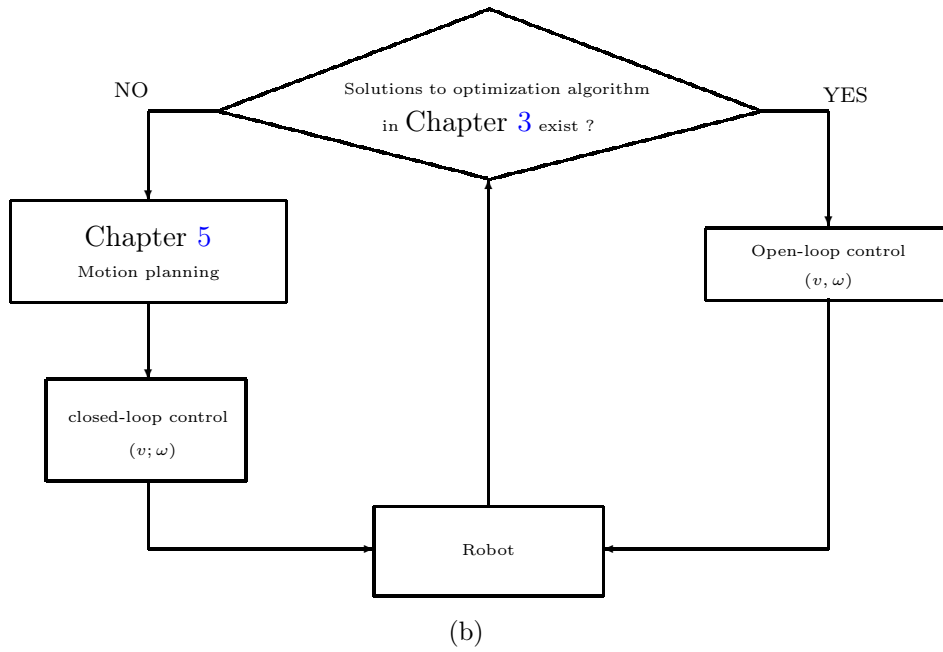 NO
Solutions to optimization algorithm
in Chapter 3 exist ?
YES
Chapter 5
Motion planning
Open-loop control
(v, ω)
closed-loop control
(v; ω)
Robot
(b)